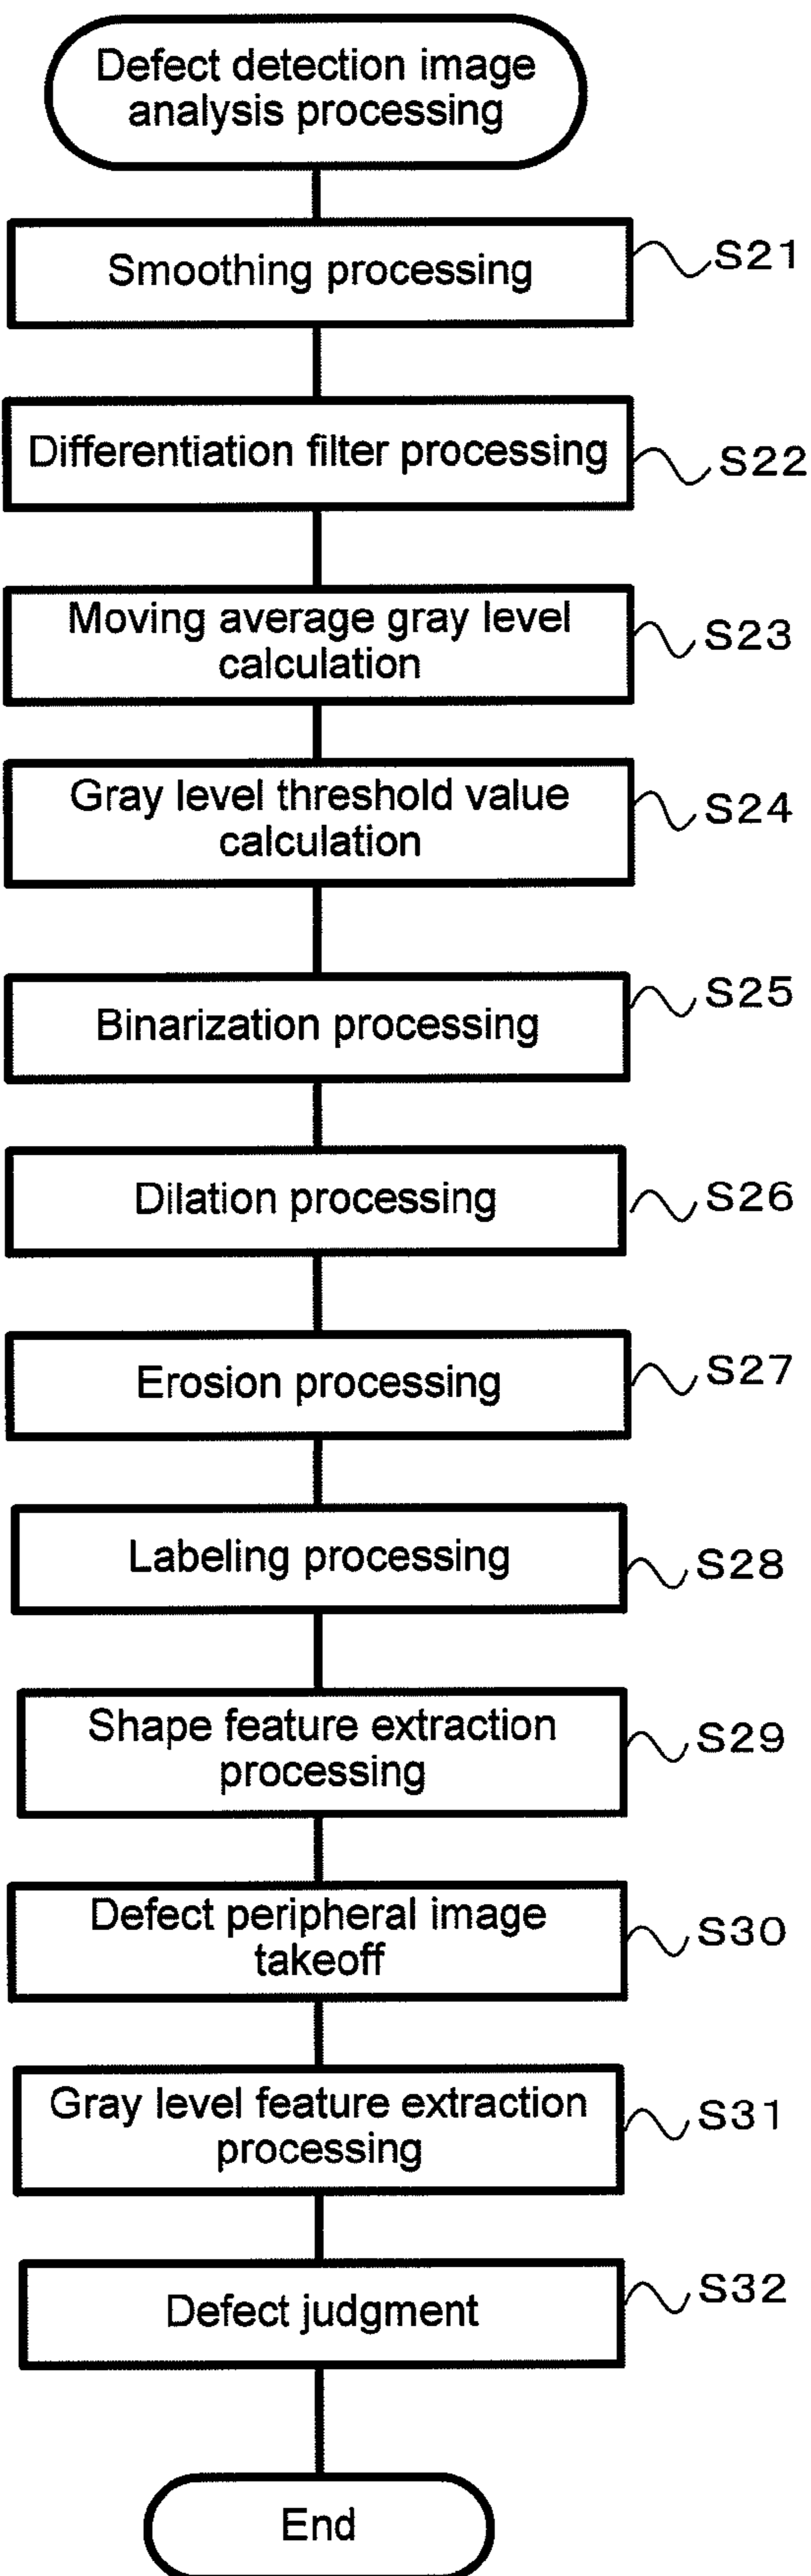 Defect detection image
analysis processing
Smoothing processing
S21
Differentiation filter processing
S22
Moving average gray level
calculation
S23
Gray level threshold value
calculation
S24
Binarization processing
S25
Dilation processing
S26
Erosion processing
S27
Labeling processing
S28
Shape feature extraction
processing
S29
Defect peripheral image
takeoff
S30
Gray level feature extraction
processing
S31
Defect judgment
S32
End